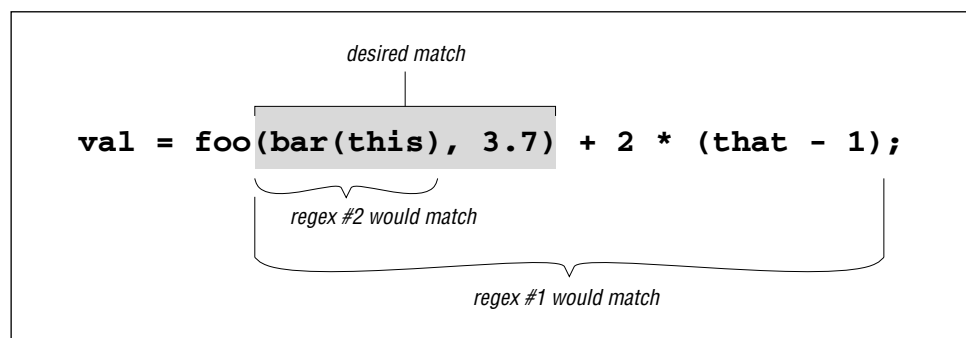 desired match
val = foo(bar(this), 3.7) + 2 * (that - 1);
regex #2 would match
regex #1 would match